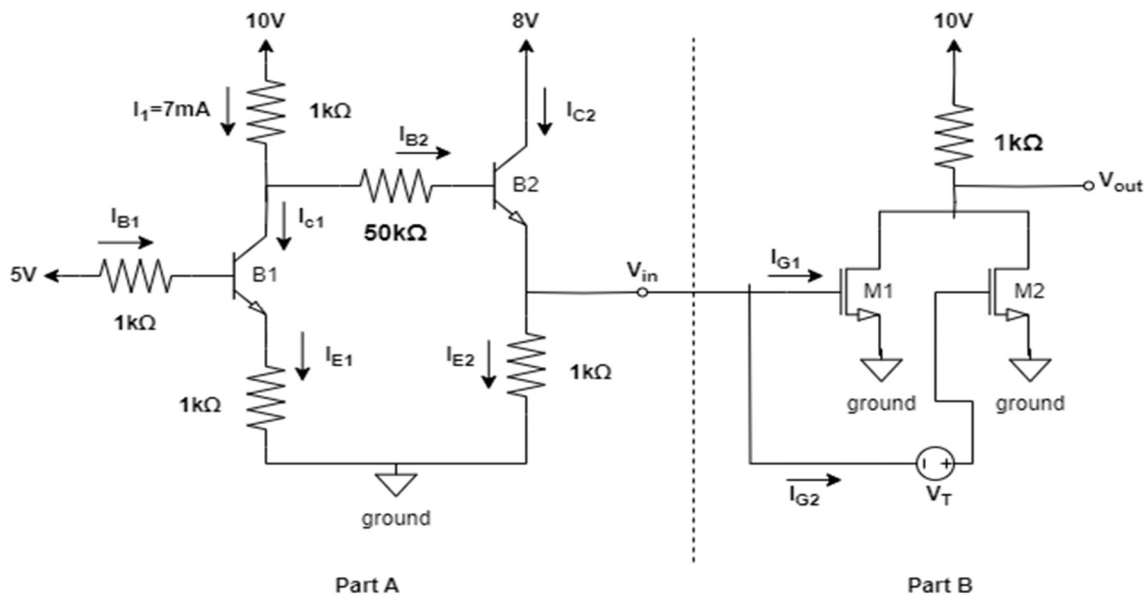 10V
8V
10V
I1=7mA
1kΩ
IC2
1kΩ
IB2
B2
Vout
50kΩ
IB1
Ic1
5V
B1
1kΩ
Vin
IG1
M1
M2
IE1
IE2
1kΩ
1kΩ
ground
ground
ground
IG2
VT
Part A
Part B